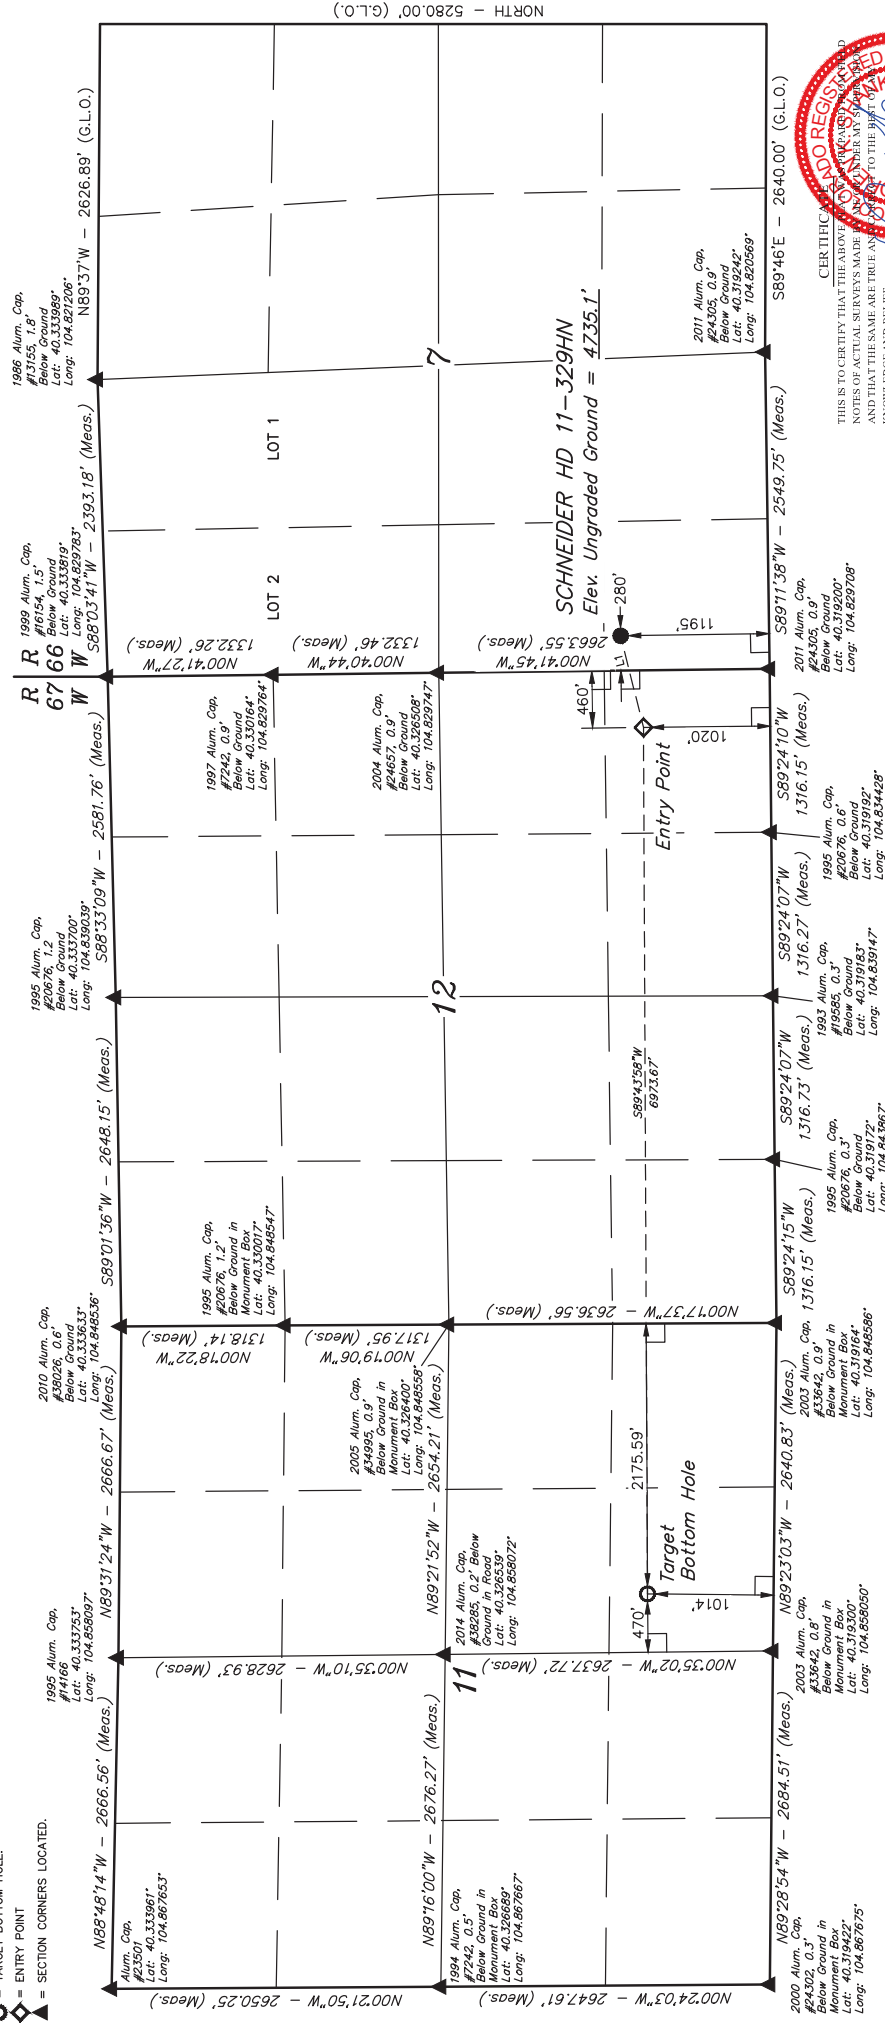 NORTH - 5280.00' (G.L.O.)
= ENTRY POINT
= SECTION CORNERS LOCATED.
N88°48'14"W - 2666.56' (Meas.)
1995 Alum. Cap,
#14166
Lat: 40.333753°
Long: 104.858097°
N89°31'24"W - 2666.67' (Meas.)
2010 Alum. Cap,
#38026, 0.6'
Below Ground
Lat: 40.333633°
Long: 104.848536°
S89°01'36"W - 2648.15' (Meas.)
1995 Alum. Cap,
#20676, 1.2
Below Ground
Lat: 40.333700°
Long: 104.839039°
S88°33'09"W - 2581.76' (Meas.)
R R
67 66
W W
1999 Alum. Cap,
#16154, 1.5'
Below Ground
Lat: 40.333819°
Long: 104.829783°
S88°03'41"W - 2393.18' (Meas.)
1986 Alum. Cap,
#13155, 1.8'
Below Ground
Lat: 40.333989°
Long: 104.821206°
N89°37'W - 2626.89' (G.L.O.)
Alum. Cap,
#23501
Lat: 40.333961°
Long: 104.867653°
N00°21'50"W - 2650.25' (Meas.)
N00°35'10"W - 2628.93' (Meas.)
N00°18'22"W
1318.14' (Meas.)
1995 Alum. Cap,
#20676, 1.2'
Below Ground in
Monument Box
Lat: 40.330017°
Long: 104.848547°
N00°19'06"W
1317.95' (Meas.)
2005 Alum. Cap,
#34995, 0.9'
Below Ground in
Monument Box
Lat: 40.326400°
Long: 104.848558°
1997 Alum. Cap,
#7242, 0.9'
Below Ground
Lat: 40.330164°
Long: 104.829764°
N00°41'27"W
1332.26' (Meas.)
N00°40'44"W
1332.46' (Meas.)
2004 Alum. Cap,
#24657, 0.9'
Below Ground
Lat: 40.326508°
Long: 104.829747°
LOT 2
LOT 1
N89°16'00"W - 2676.27' (Meas.)
N89°21'52"W - 2654.21' (Meas.)
11
12
7
1994 Alum. Cap,
#7242, 0.5'
Below Ground in
Monument Box
Lat: 40.326689°
Long: 104.867667°
2014 Alum. Cap,
#38285, 0.2' Below
Ground in Road
Lat: 40.326539°
Long: 104.858072°
N00°24'03"W - 2647.61' (Meas.)
N00°35'02"W - 2637.72' (Meas.)
N00°17'37"W - 2636.56' (Meas.)
N00°41'45"W
2663.55' (Meas.)
SCHNEIDER HD 11-329HN
Elev. Ungraded Ground = 4735.1'
280'
1195'
460'
1020'
Entry Point
S89°43'58"W
6973.67'
2175.59'
Target
Bottom Hole
470'
1014'
2011 Alum. Cap,
#24305, 0.9'
Below Ground
Lat: 40.319242°
Long: 104.820569°
N89°28'54"W - 2684.51' (Meas.)
N89°23'03"W - 2640.83' (Meas.)
S89°24'15"W
1316.15' (Meas.)
S89°24'07"W
1316.73' (Meas.)
S89°24'07"W
1316.27' (Meas.)
S89°24'10"W
1316.15' (Meas.)
S89°11'38"W - 2549.75' (Meas.)
S89°46'E - 2640.00' (G.L.O.)
2000 Alum. Cap,
#24302, 0.3'
Below Ground in
Monument Box
Lat: 40.319422°
Long: 104.867675°
2003 Alum. Cap,
#33642, 0.8'
Below Ground in
Monument Box
Lat: 40.319300°
Long: 104.858050°
2003 Alum. Cap,
#33642, 0.9'
Below Ground in
Monument Box
Lat: 40.319164°
Long: 104.848586°
1995 Alum. Cap,
#20676, 0.3'
Below Ground
Lat: 40.319172°
Long: 104.843867°
1993 Alum. Cap,
#19585, 0.3'
Below Ground
Lat: 40.319183°
Long: 104.839147°
1995 Alum. Cap,
#20676, 0.6'
Below Ground
Lat: 40.319192°
Long: 104.834428°
2011 Alum. Cap,
#24305, 0.9'
Below Ground
Lat: 40.319200°
Long: 104.829708°
CERTIFICATE
THIS IS TO CERTIFY THAT THE ABOVE PLAT WAS PREPARED FROM FIELD
NOTES OF ACTUAL SURVEYS MADE BY ME OR UNDER MY SUPERVISION
AND THAT THE SAME ARE TRUE AND CORRECT TO THE BEST OF MY